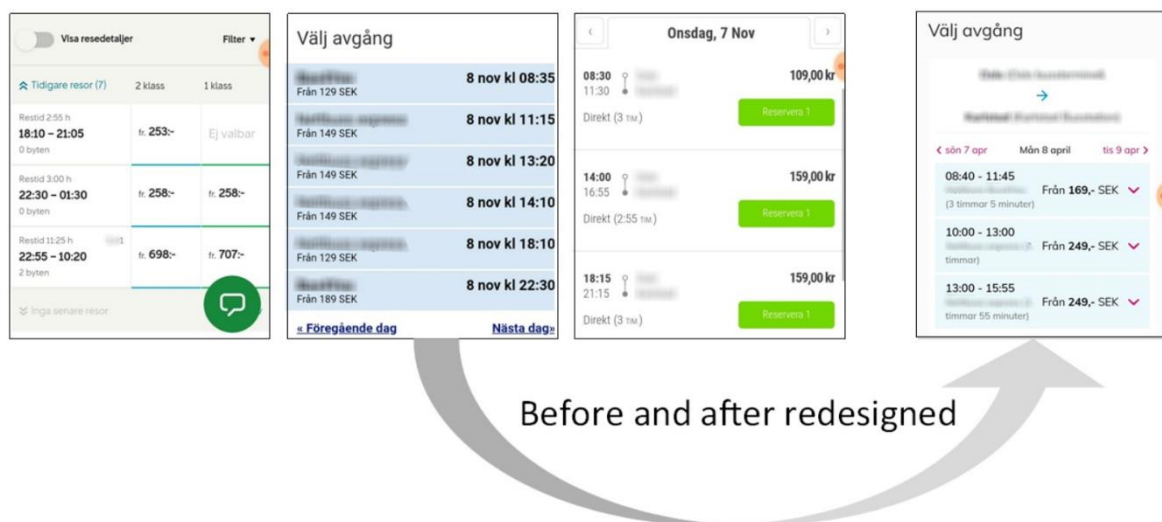 Visa resedetaljer Filter
Tidigare resor (7) 2 klass 1 klass
Restid 2:55 h
18:10 – 21:05 fr. 253:- Ej valbar
0 byten
Restid 3:00 h
22:30 – 01:30 fr. 258:- fr. 258:-
0 byten
Restid 11:25 h 1
22:55 – 10:20 fr. 698:- fr. 707:-
2 byten
Inga senare resor
Välj avgång
8 nov kl 08:35
Från 129 SEK
8 nov kl 11:15
Från 149 SEK
8 nov kl 13:20
Från 149 SEK
8 nov kl 14:10
Från 149 SEK
8 nov kl 18:10
Från 129 SEK
8 nov kl 22:30
Från 189 SEK
« Föregående dag Nästa dag»
‹ Onsdag, 7 Nov ›
08:30 109,00 kr
11:30
Direkt (3 TIM.) Reservera 1
14:00 159,00 kr
16:55
Direkt (2:55 TIM.) Reservera 1
18:15 159,00 kr
21:15
Direkt (3 TIM.) Reservera 1
Välj avgång
→
‹ sön 7 apr Mån 8 april tis 9 apr ›
08:40 - 11:45
Från 169,- SEK
(3 timmar 5 minuter)
10:00 - 13:00
Från 249,- SEK
timmar)
13:00 - 15:55
Från 249,- SEK
timmar 55 minuter)
Before and after redesigned